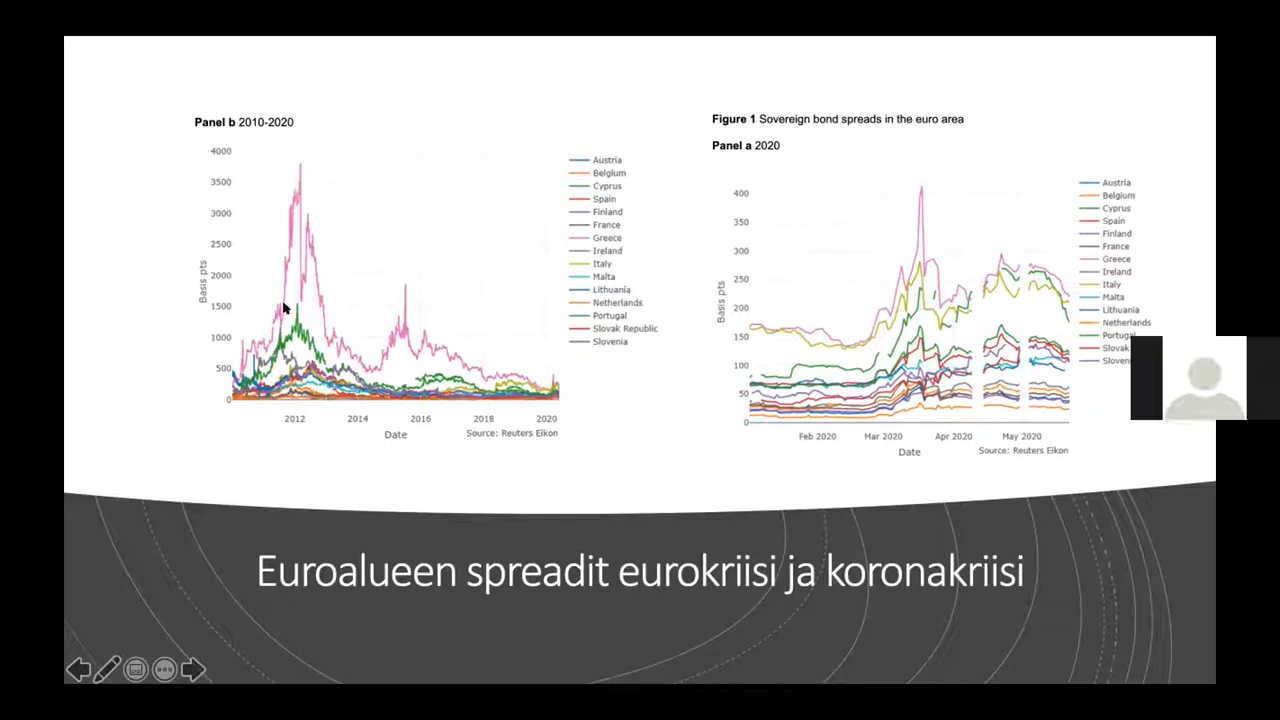 Panel b 2010-2020
4000
3500
3000
2500
2000
1500
1000
500
0
Basis pts
2012
2014
2016
2018
2020
Date
Source: Reuters Eikon
Austria
Belgium
Cyprus
Spain
Finland
France
Greece
Ireland
Italy
Malta
Lithuania
Netherlands
Portugal
Slovak Republic
Slovenia
Figure 1 Sovereign bond spreads in the euro area
Panel a 2020
400
350
300
250
200
150
100
50
0
Basis pts
Feb 2020
Mar 2020
Apr 2020
May 2020
Date
Source: Reuters Eikon
Austria
Belgium
Cyprus
Spain
Finland
France
Greece
Ireland
Italy
Malta
Lithuania
Netherlands
Portugal
Slovak
Sloven
Euroalueen spreadit eurokriisi ja koronakriisi